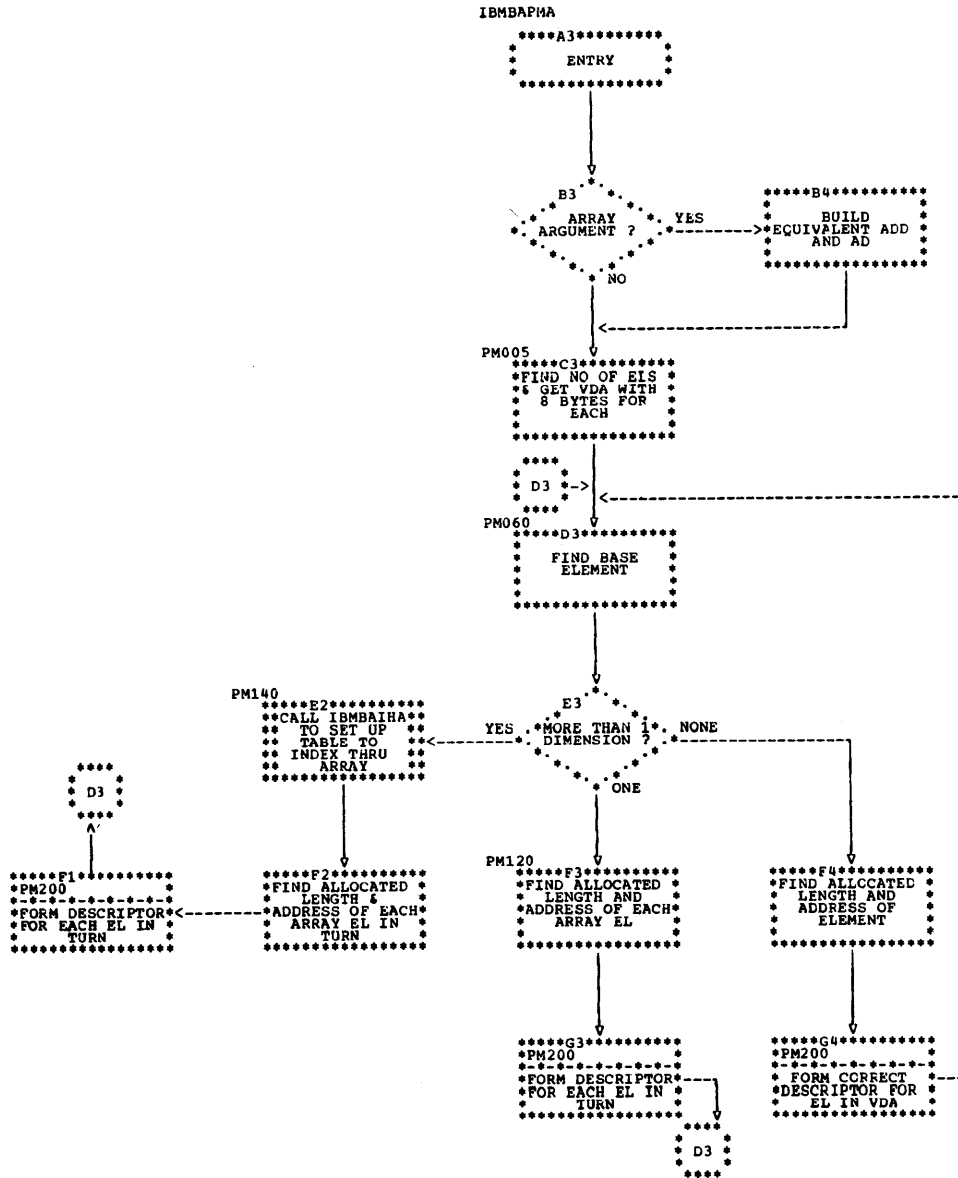 IBMBAPMA
A3
ENTRY
B3
ARRAY
ARGUMENT ?
YES
NO
B4
BUILD
EQUIVALENT ADD
AND AD
PM005
C3
FIND NO OF ELS
& GET VDA WITH
8 BYTES FOR
EACH
D3
PM060
D3
FIND BASE
ELEMENT
E3
MORE THAN 1
DIMENSION ?
YES
NONE
ONE
PM140
E2
CALL IBMBAIHA
TO SET UP
TABLE TO
INDEX THRU
ARRAY
D3
F1
PM200
FORM DESCRIPTOR
FOR EACH EL IN
TURN
F2
FIND ALLOCATED
LENGTH &
ADDRESS OF EACH
ARRAY EL IN
TURN
PM120
F3
FIND ALLOCATED
LENGTH AND
ADDRESS OF EACH
ARRAY EL
F4
FIND ALLOCATED
LENGTH AND
ADDRESS OF
ELEMENT
G3
PM200
FORM DESCRIPTOR
FOR EACH EL IN
TURN
D3
G4
PM200
FORM CORRECT
DESCRIPTOR FOR
EL IN VDA